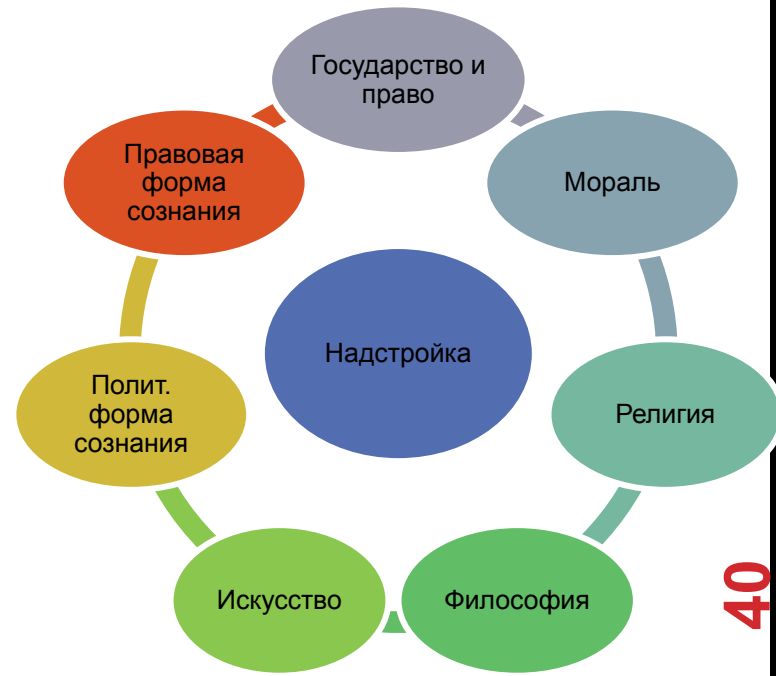 Государство и
право
Мораль
Религия
Философия
Искусство
Полит.
форма
сознания
Правовая
форма
сознания
Надстройка
40